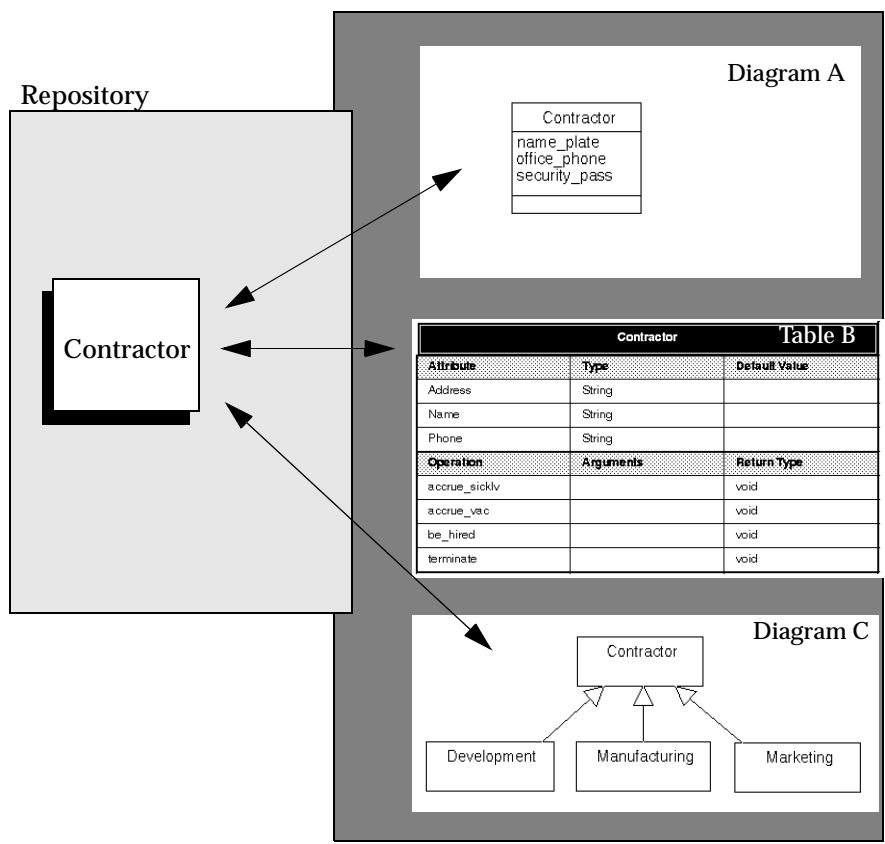 Repository
Contractor
Diagram A
Contractor
name_plate
office_phone
security_pass
Contractor Table B
Attribute Type Default Value
Address String
Name String
Phone String
Operation Arguments Return Type
accrue_sicklv void
accrue_vac void
be_hired void
terminate void
Diagram C
Contractor
Development Manufacturing Marketing